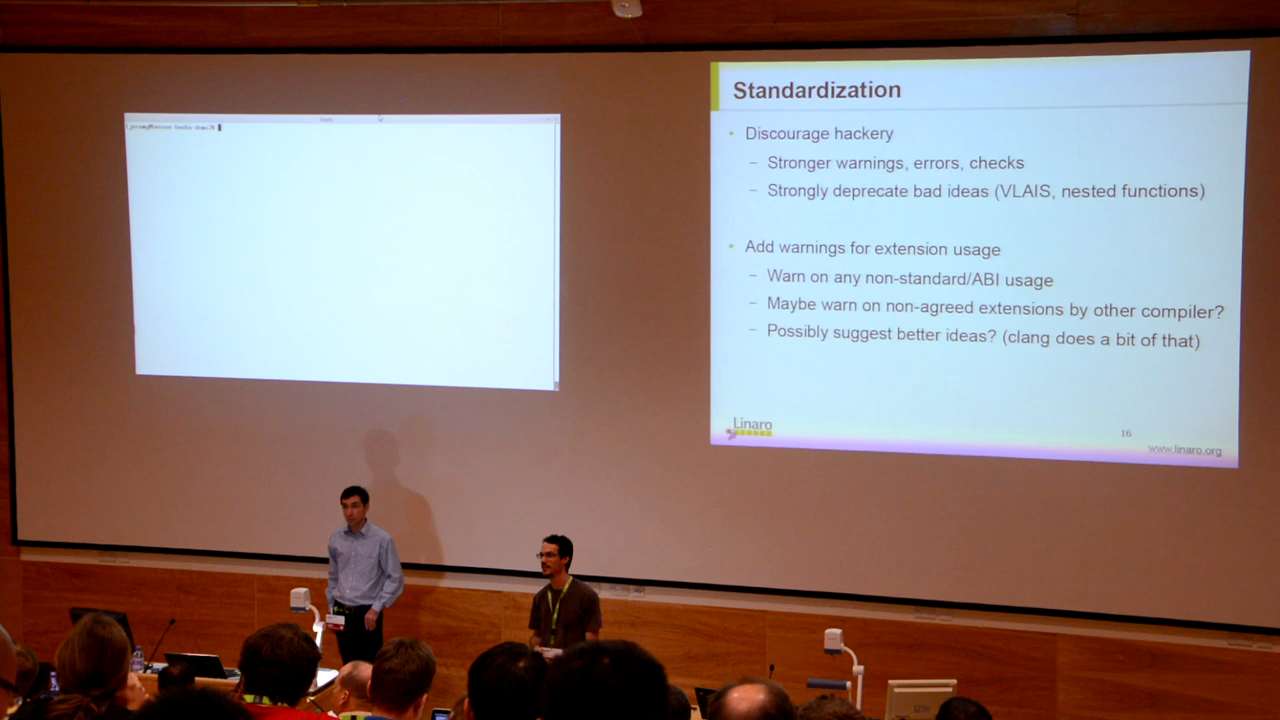 Standardization
• Discourage hackery
– Stronger warnings, errors, checks
– Strongly deprecate bad ideas (VLAIS, nested functions)
• Add warnings for extension usage
– Warn on any non-standard/ABI usage
– Maybe warn on non-agreed extensions by other compiler?
– Possibly suggest better ideas? (clang does a bit of that)
Linaro
16
www.linaro.org